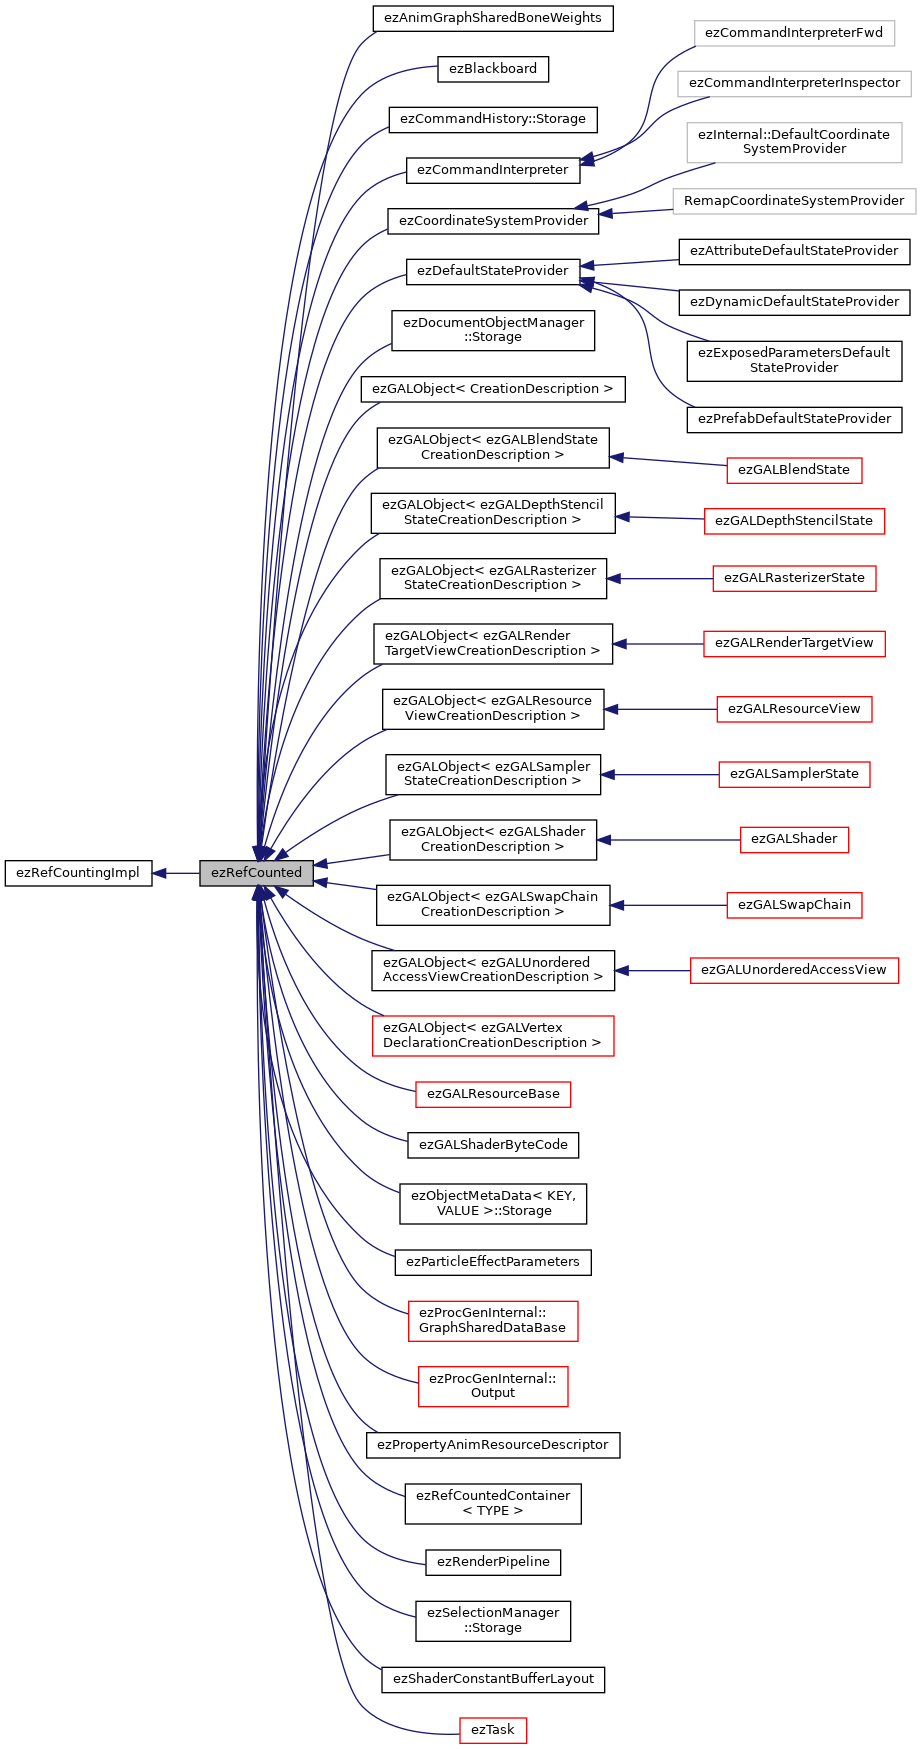 ezAnimGraphSharedBoneWeights
ezBlackboard
ezCommandHistory::Storage
ezCommandInterpreter
ezCoordinateSystemProvider
ezDefaultStateProvider
ezDocumentObjectManager
::Storage
ezGALObject< CreationDescription >
ezGALObject< ezGALBlendState
CreationDescription >
ezGALObject< ezGALDepthStencil
StateCreationDescription >
ezGALObject< ezGALRasterizer
StateCreationDescription >
ezGALObject< ezGALRender
TargetViewCreationDescription >
ezGALObject< ezGALResource
ViewCreationDescription >
ezGALObject< ezGALSampler
StateCreationDescription >
ezGALObject< ezGALShader
CreationDescription >
ezRefCountingImpl
ezRefCounted
ezGALObject< ezGALSwapChain
CreationDescription >
ezGALObject< ezGALUnordered
AccessViewCreationDescription >
ezGALObject< ezGALVertex
DeclarationCreationDescription >
ezGALResourceBase
ezGALShaderByteCode
ezObjectMetaData< KEY,
VALUE >::Storage
ezParticleEffectParameters
ezProcGenInternal::
GraphSharedDataBase
ezProcGenInternal::
Output
ezPropertyAnimResourceDescriptor
ezRefCountedContainer
< TYPE >
ezRenderPipeline
ezSelectionManager
::Storage
ezShaderConstantBufferLayout
ezTask
ezCommandInterpreterFwd
ezCommandInterpreterInspector
ezInternal::DefaultCoordinate
SystemProvider
RemapCoordinateSystemProvider
ezAttributeDefaultStateProvider
ezDynamicDefaultStateProvider
ezExposedParametersDefault
StateProvider
ezPrefabDefaultStateProvider
ezGALBlendState
ezGALDepthStencilState
ezGALRasterizerState
ezGALRenderTargetView
ezGALResourceView
ezGALSamplerState
ezGALShader
ezGALSwapChain
ezGALUnorderedAccessView